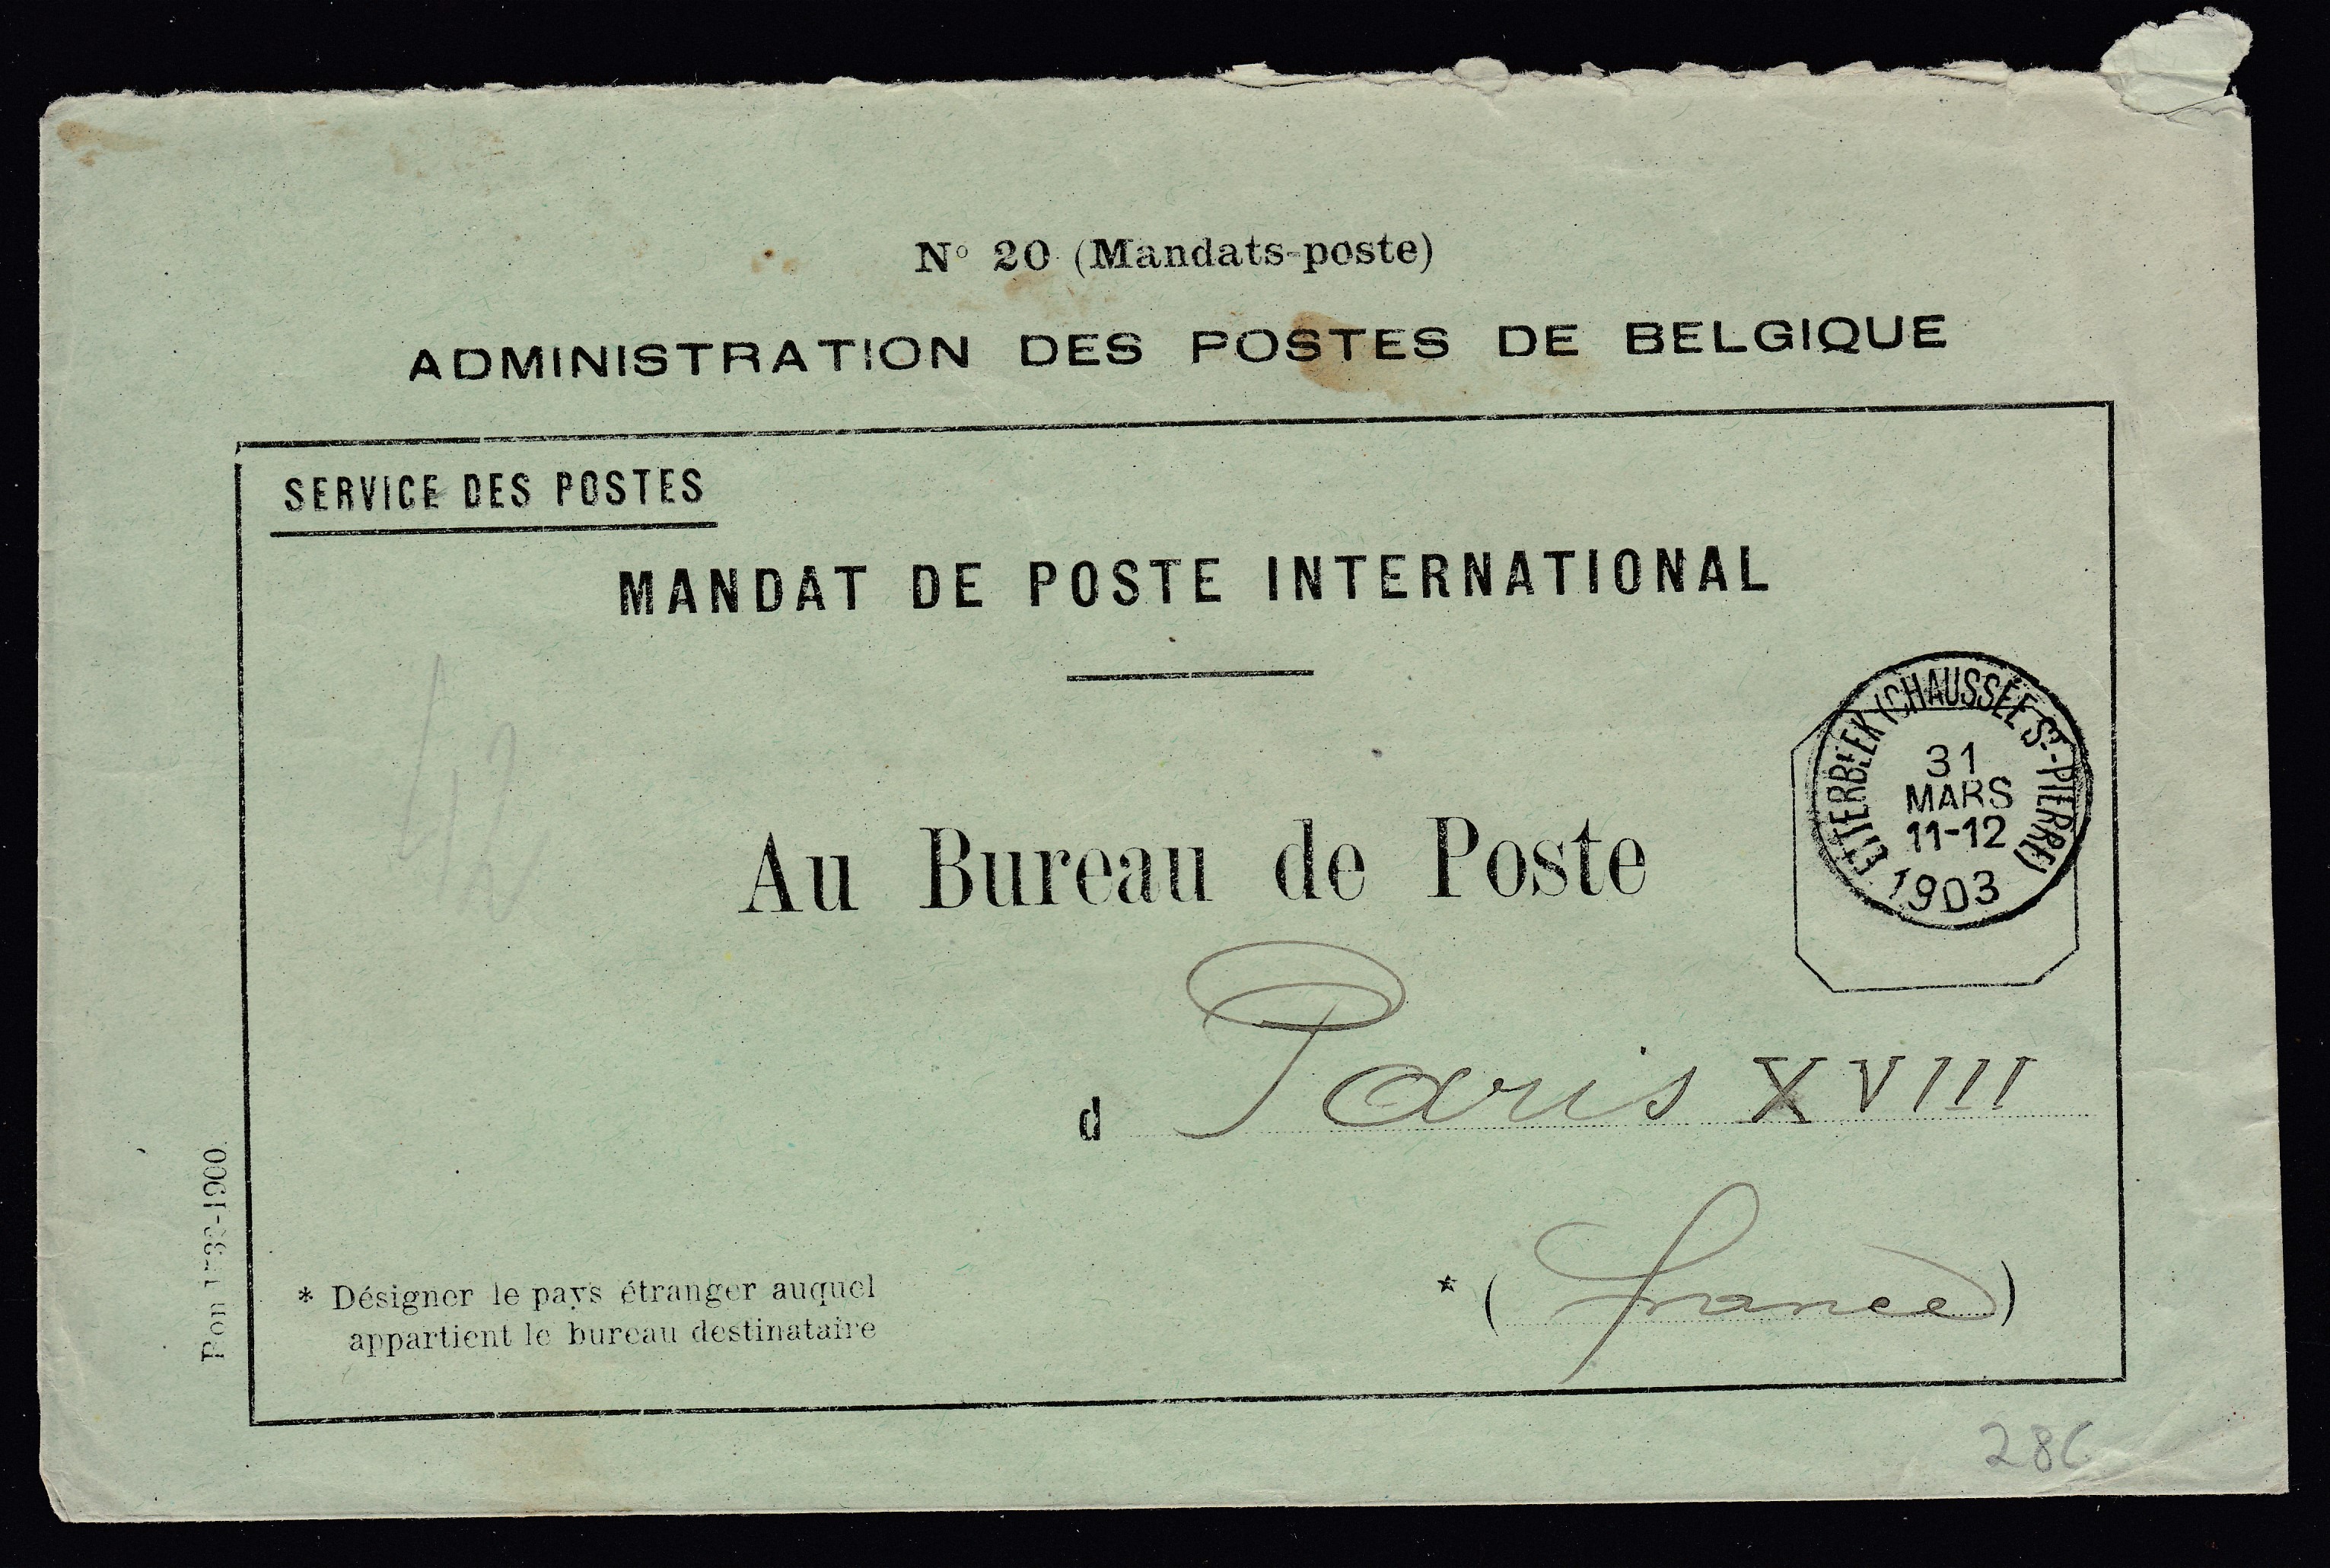 N° 20 (Mandats-poste)
ADMINISTRATION DES POSTES DE BELGIQUE
SERVICE DES POSTES
MANDAT DE POSTE INTERNATIONAL
ETTERBEEK (CHAUSSÉE ST-PIERRE)
31
MARS
11-12
1903
42
Au Bureau de Poste
d Paris XVIII
* (france)
* Désigner le pays étranger auquel
appartient le bureau destinataire
-1900.